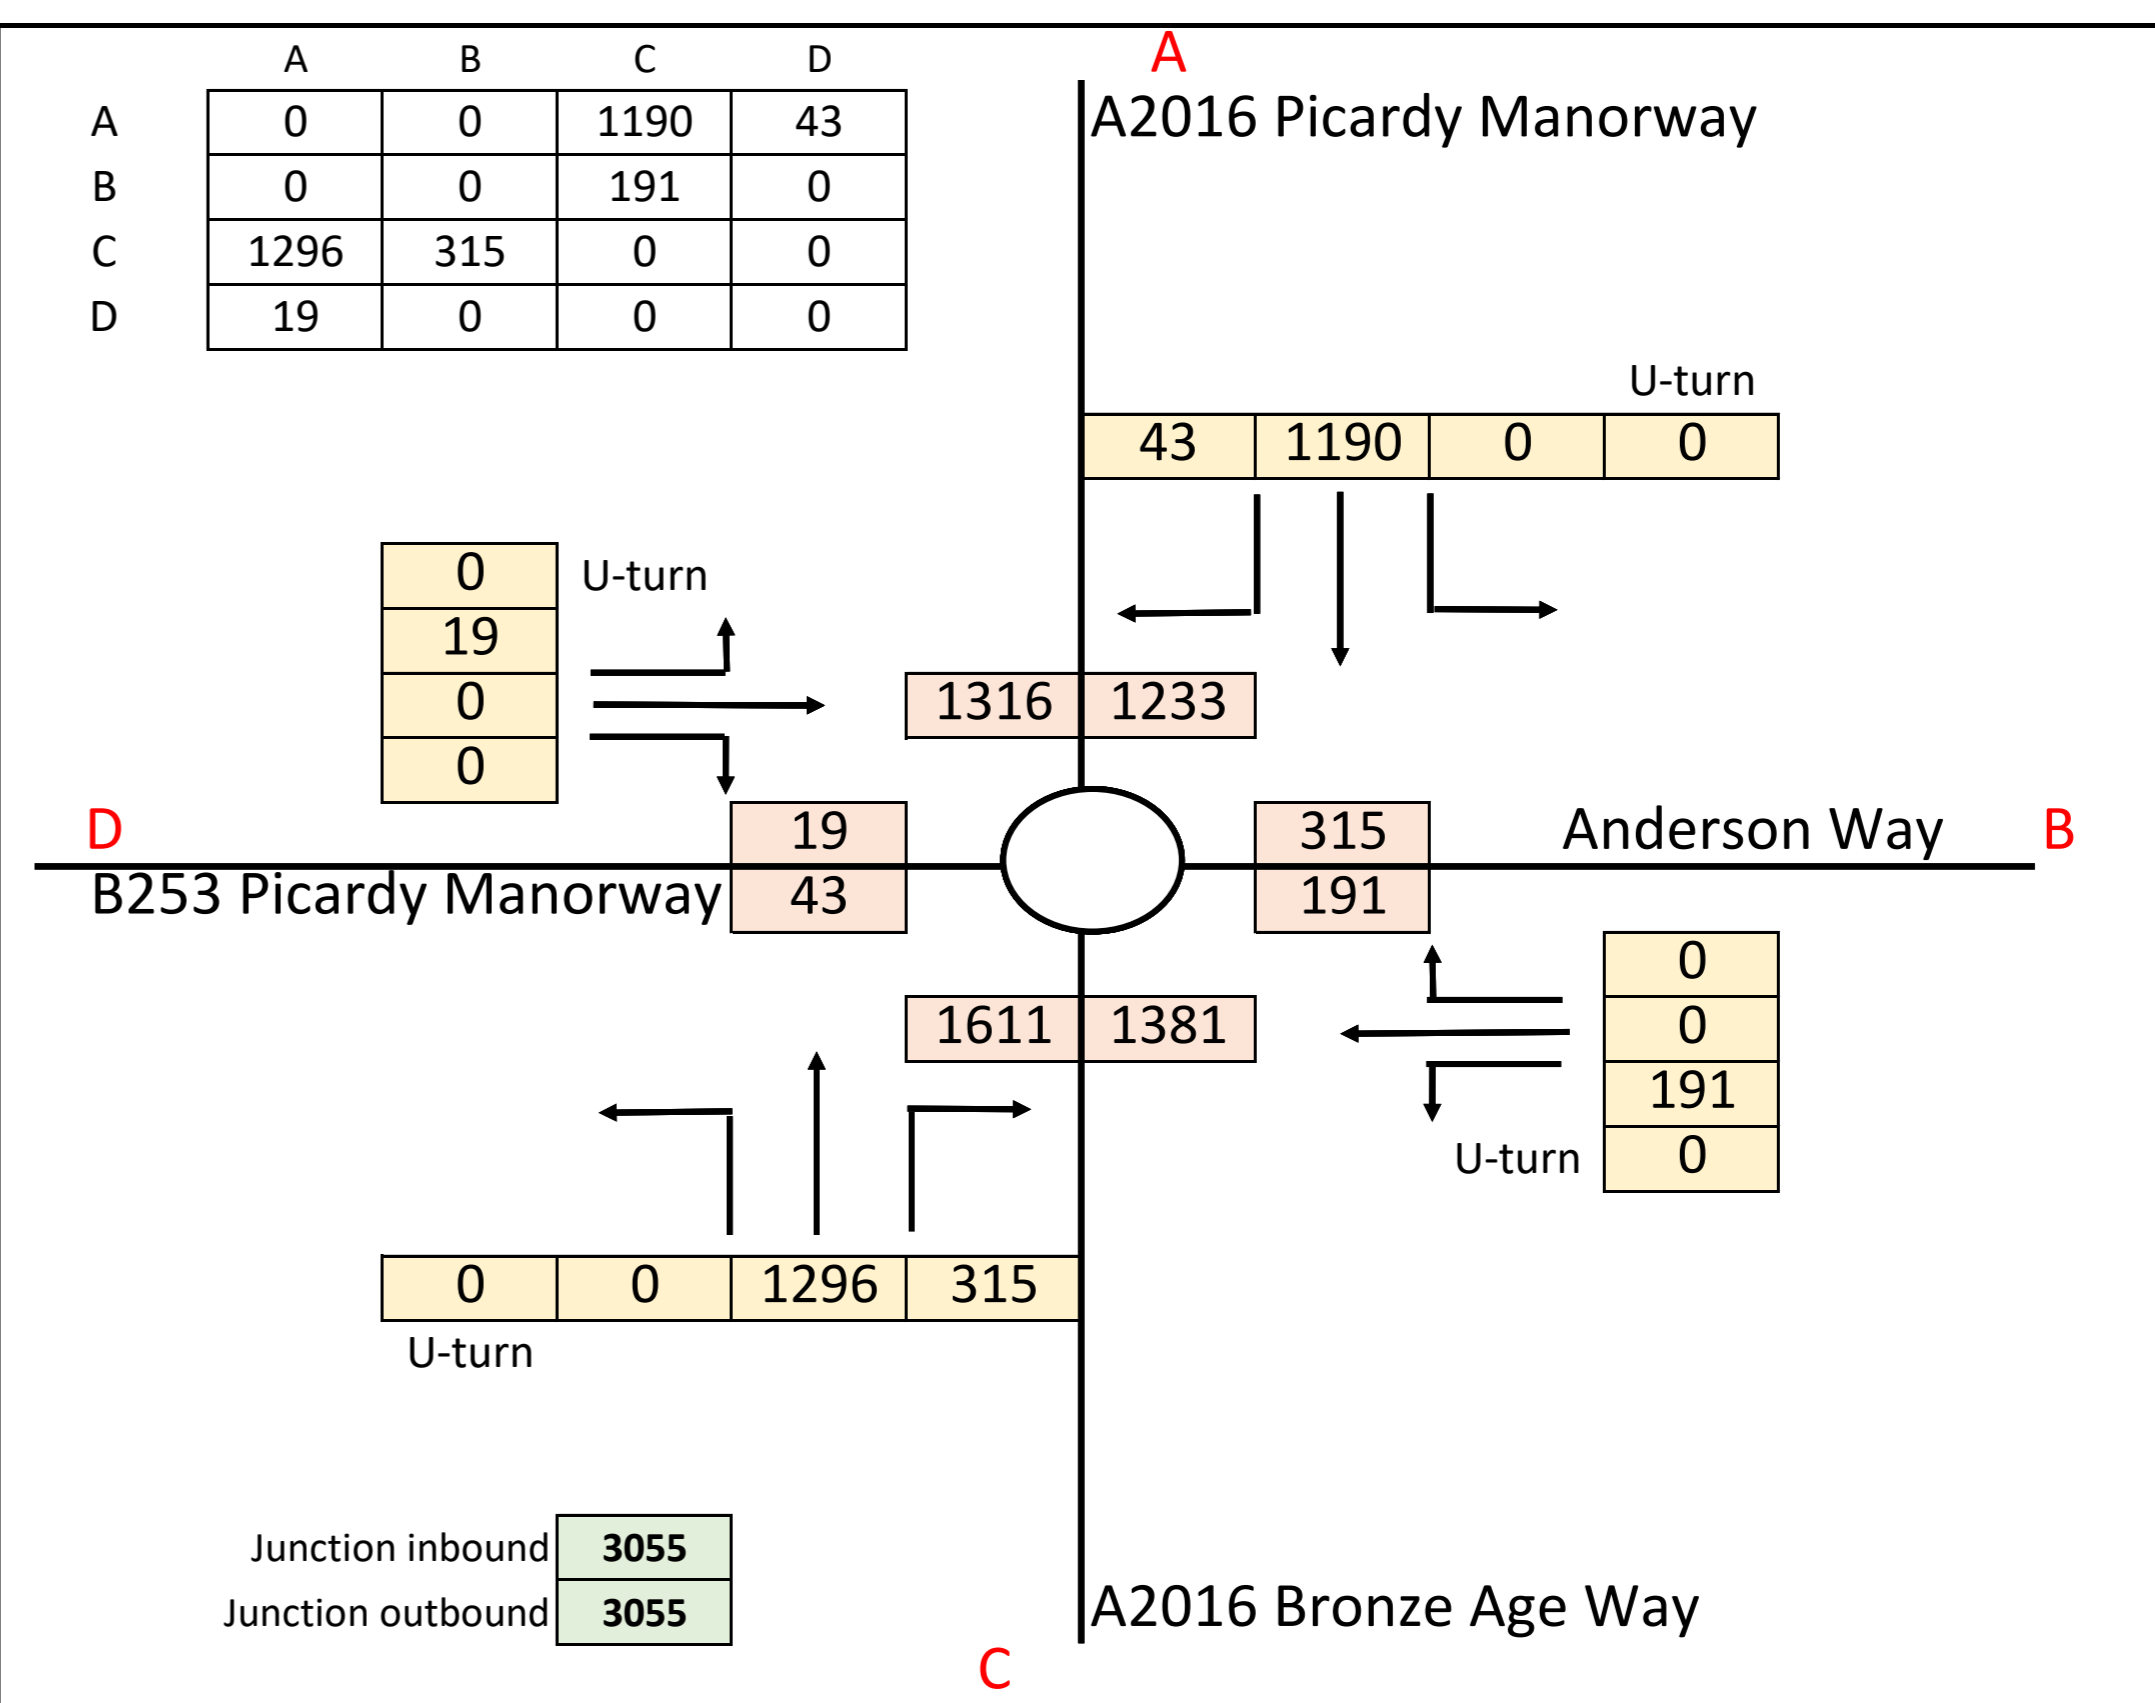 A B C D
A 0 0 1190 43
B 0 0 191 0
C 1296 315 0 0
D 19 0 0 0
A
A2016 Picardy Manorway
U-turn
43 1190 0 0
0 U-turn
19
0
0
1316 1233
D
19
B253 Picardy Manorway
43
315
Anderson Way
B
191
1611 1381
0
0
191
U-turn 0
0 0 1296 315
U-turn
Junction inbound 3055
Junction outbound 3055
A2016 Bronze Age Way
C